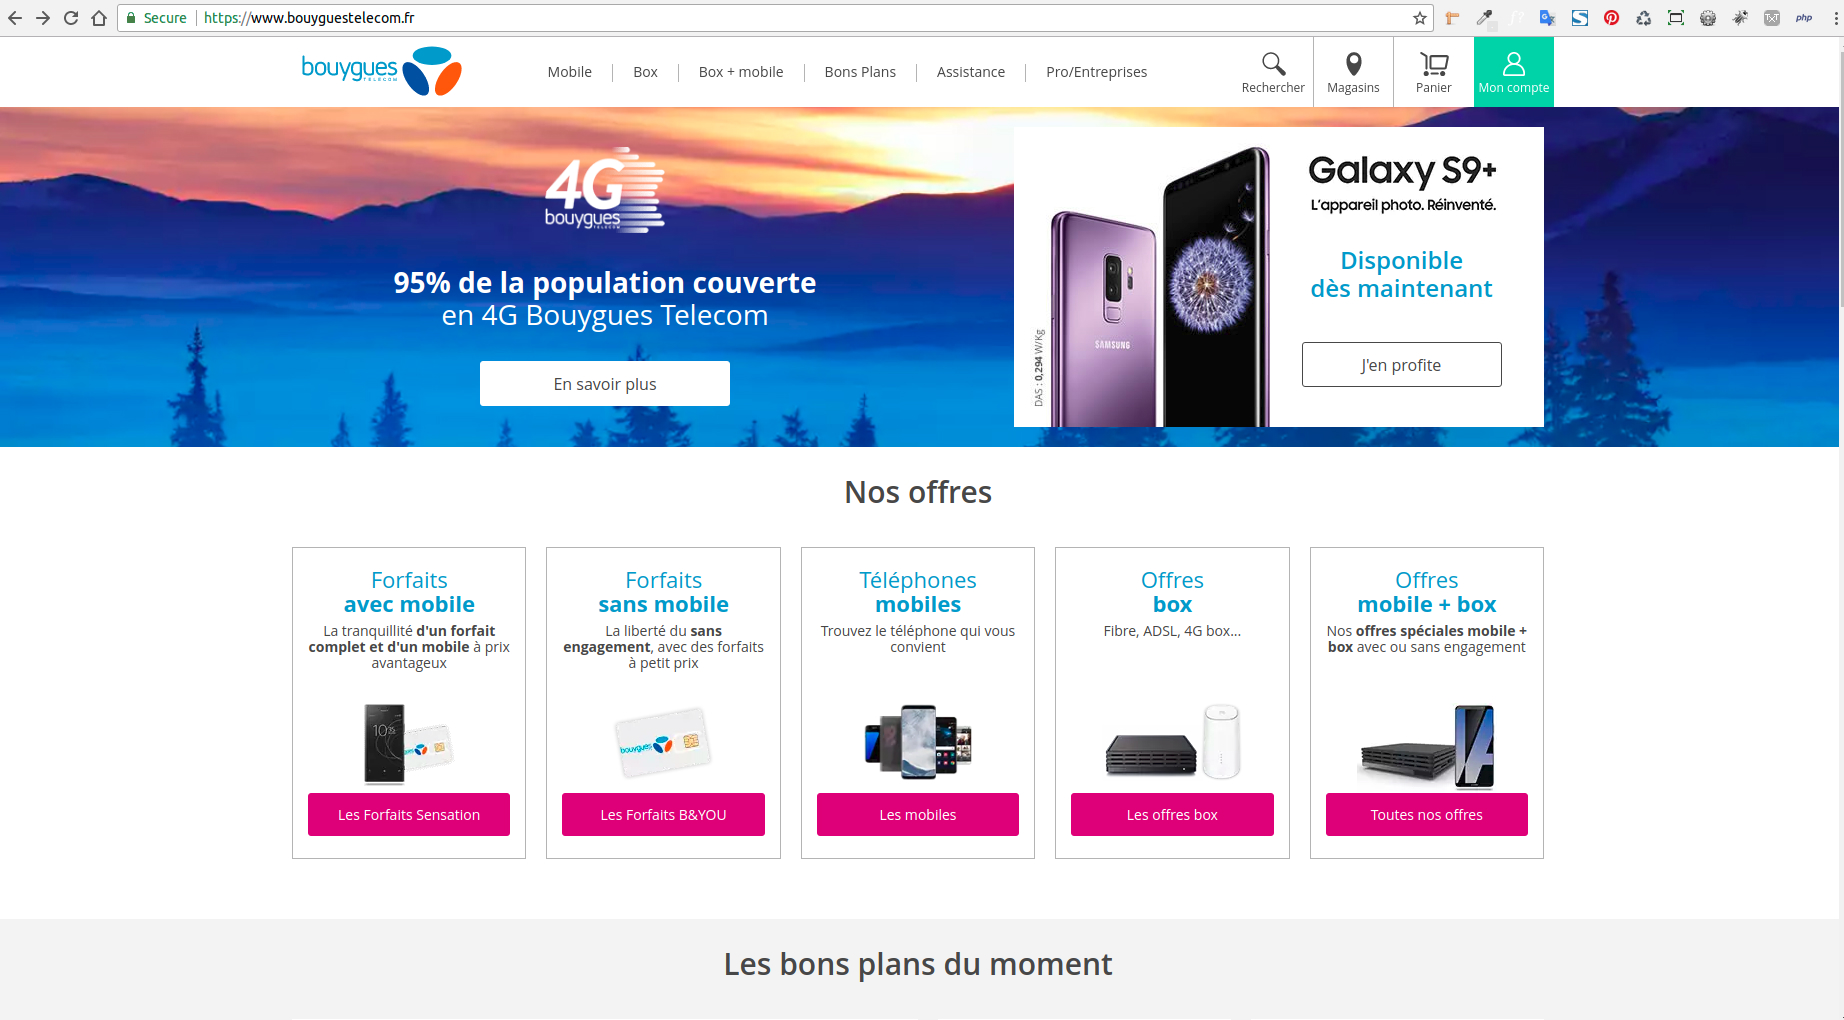 Secure
https://www.bouyguestelecom.fr
TxT
php
bouygues
TELECOM
Mobile
Box
Box + mobile
Bons Plans
Assistance
Pro/Entreprises
Rechercher
Magasins
Panier
Mon compte
4G
bouygues
TELECOM
95% de la population couverte
en 4G Bouygues Telecom
En savoir plus
DAS : 0,294 W/Kg
SAMSUNG
Galaxy S9+
L'appareil photo. Réinventé.
Disponible
dès maintenant
J'en profite
Nos offres
Forfaits
avec mobile
La tranquillité d'un forfait
complet et d'un mobile à prix
avantageux
Les Forfaits Sensation
Forfaits
sans mobile
La liberté du sans
engagement, avec des forfaits
à petit prix
bouygues
Les Forfaits B&YOU
Téléphones
mobiles
Trouvez le téléphone qui vous
convient
Les mobiles
Offres
box
Fibre, ADSL, 4G box...
Les offres box
Offres
mobile + box
Nos offres spéciales mobile +
box avec ou sans engagement
Toutes nos offres
Les bons plans du moment